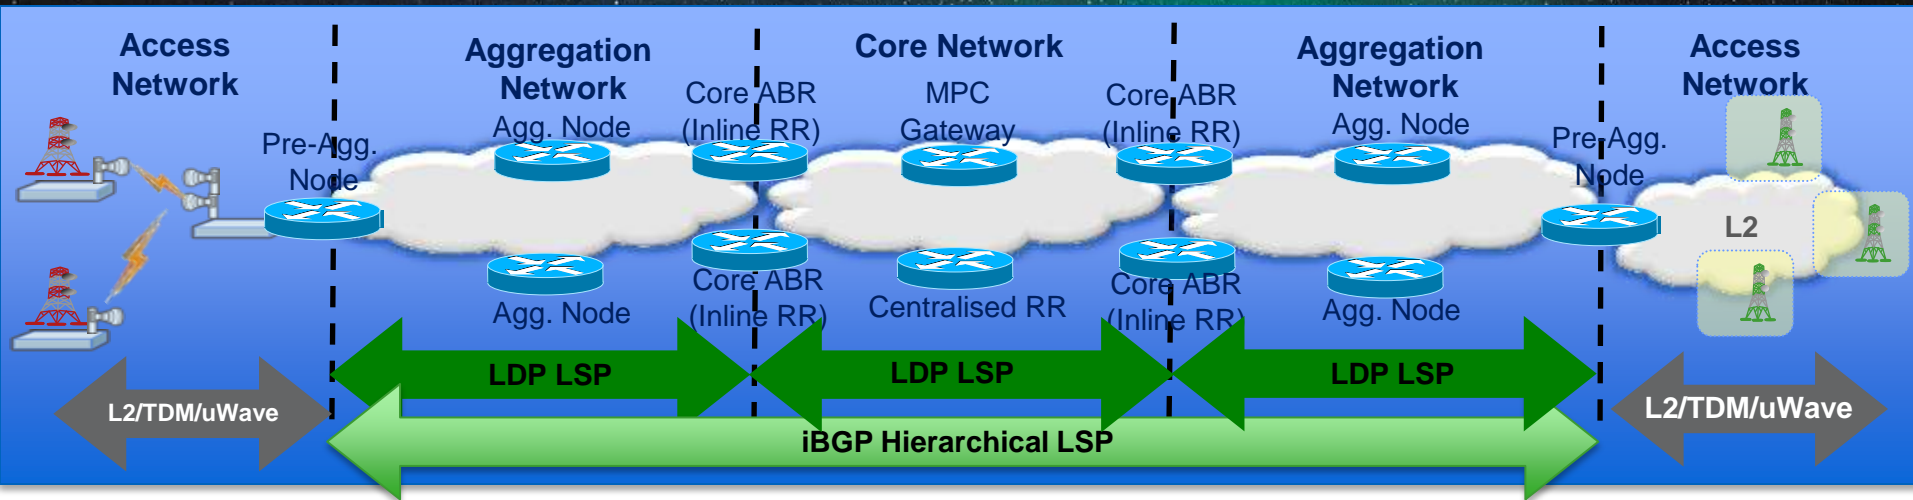 Access
Network
Aggregation
Network
Core Network
Aggregation
Network
Access
Network
Pre-Agg.
Node
Agg. Node
Core ABR
(Inline RR)
MPC
Gateway
Core ABR
(Inline RR)
Agg. Node
Pre-Agg.
Node
L2
Agg. Node
Core ABR
(Inline RR)
Centralised RR
Core ABR
(Inline RR)
Agg. Node
LDP LSP
LDP LSP
LDP LSP
L2/TDM/uWave
L2/TDM/uWave
iBGP Hierarchical LSP